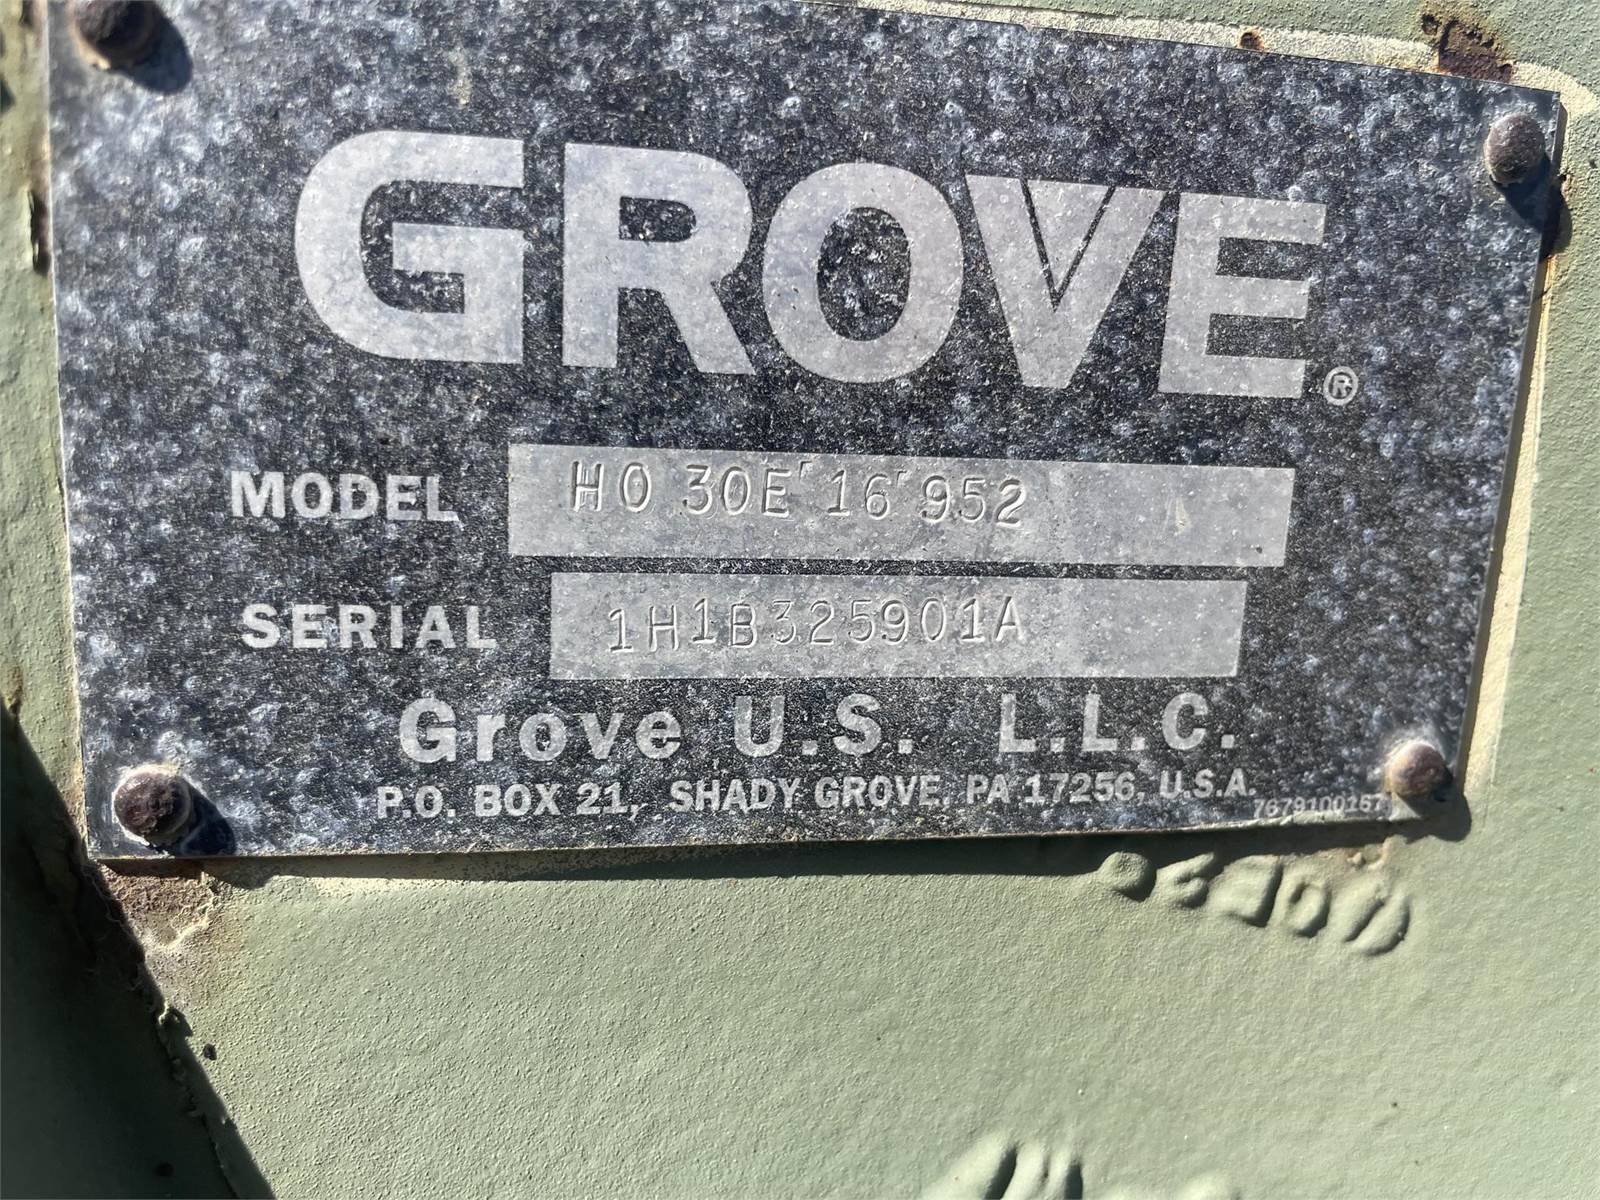 GROVE®
MODEL HO 30E 16 952
SERIAL 1H1B325901A
Grove U.S. L.L.C.
P.O. BOX 21, SHADY GROVE, PA 17256, U.S.A.